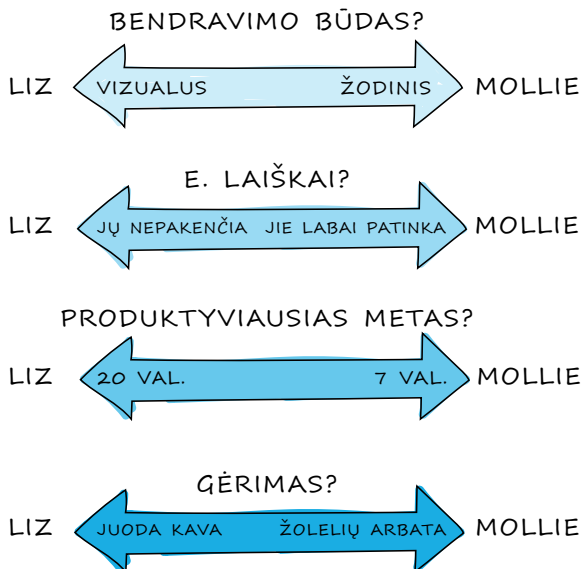 BENDRAVIMO BŪDAS?
LIZ VIZUALUS ŽODINIS MOLLIE
E. LAIŠKAI?
LIZ JŲ NEPAKENČIA JIE LABAI PATINKA MOLLIE
PRODUKTYVIAUSIAS METAS?
LIZ 20 VAL. 7 VAL. MOLLIE
GĖRIMAS?
LIZ JUODA KAVA ŽOLELIŲ ARBATA MOLLIE